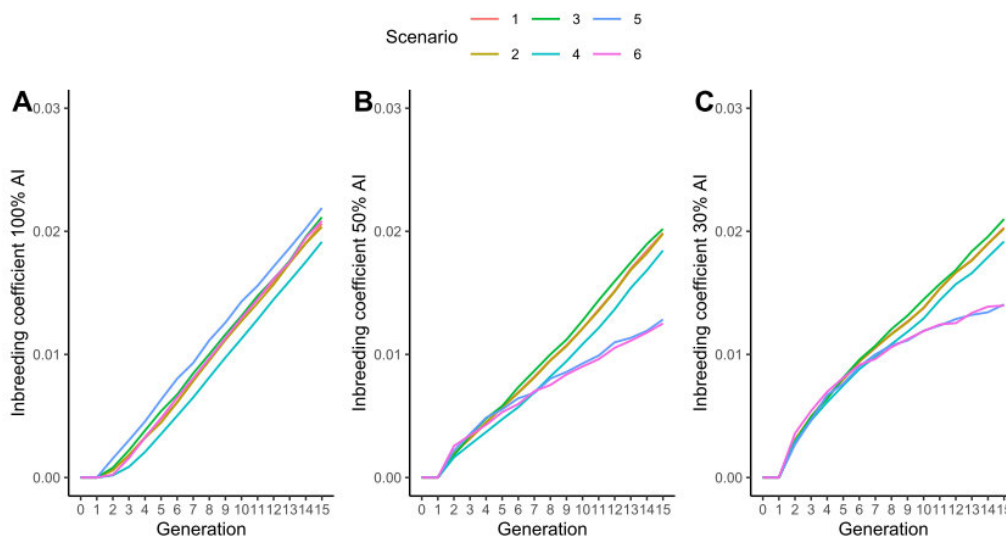 Scenario
1 3 5
2 4 6
A B C
0.03 0.03 0.03
0.02 0.02 0.02
0.01 0.01 0.01
0.00 0.00 0.00
Inbreeding coefficient 100% AI
Inbreeding coefficient 50% AI
Inbreeding coefficient 30% AI
0 1 2 3 4 5 6 7 8 9 10 11 12 13 14 15
0 1 2 3 4 5 6 7 8 9 10 11 12 13 14 15
0 1 2 3 4 5 6 7 8 9 10 11 12 13 14 15
Generation Generation Generation